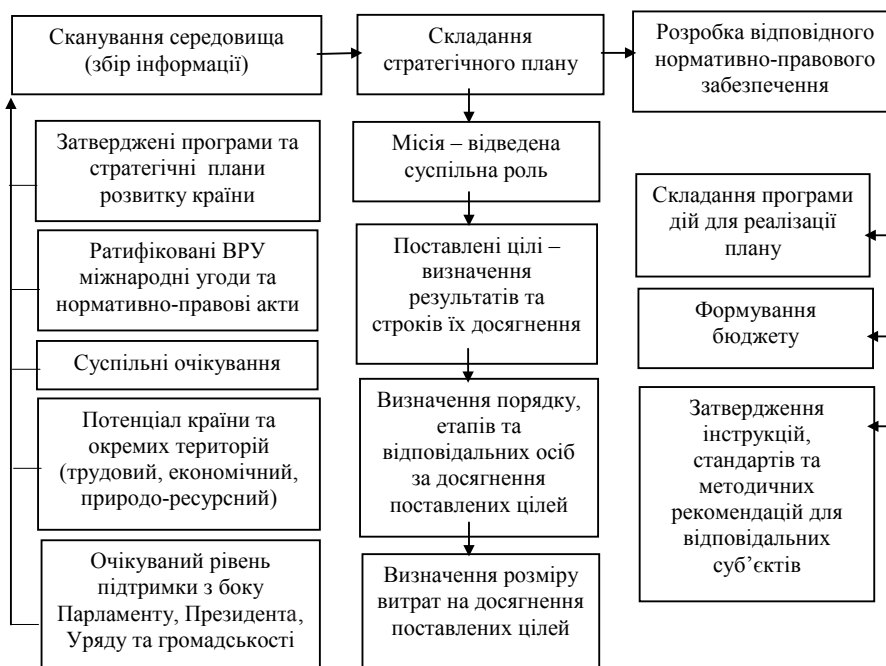 Сканування середовища
(збір інформації)
Складання
стратегічного плану
Розробка відповідного
нормативно-правового
забезпечення
Затверджені програми та
стратегічні плани
розвитку країни
Ратифіковані ВРУ
міжнародні угоди та
нормативно-правові акти
Суспільні очікування
Потенціал країни та
окремих територій
(трудовий, економічний,
природо-ресурсний)
Очікуваний рівень
підтримки з боку
Парламенту, Президента,
Уряду та громадськості
Місія – відведена
суспільна роль
Поставлені цілі –
визначення
результатів та
строків їх досягнення
Визначення порядку,
етапів та
відповідальних осіб
за досягнення
поставлених цілей
Визначення розміру
витрат на досягнення
поставлених цілей
Складання програми
дій для реалізації
плану
Формування
бюджету
Затвердження
інструкцій,
стандартів та
методичних
рекомендацій для
відповідальних
суб’єктів